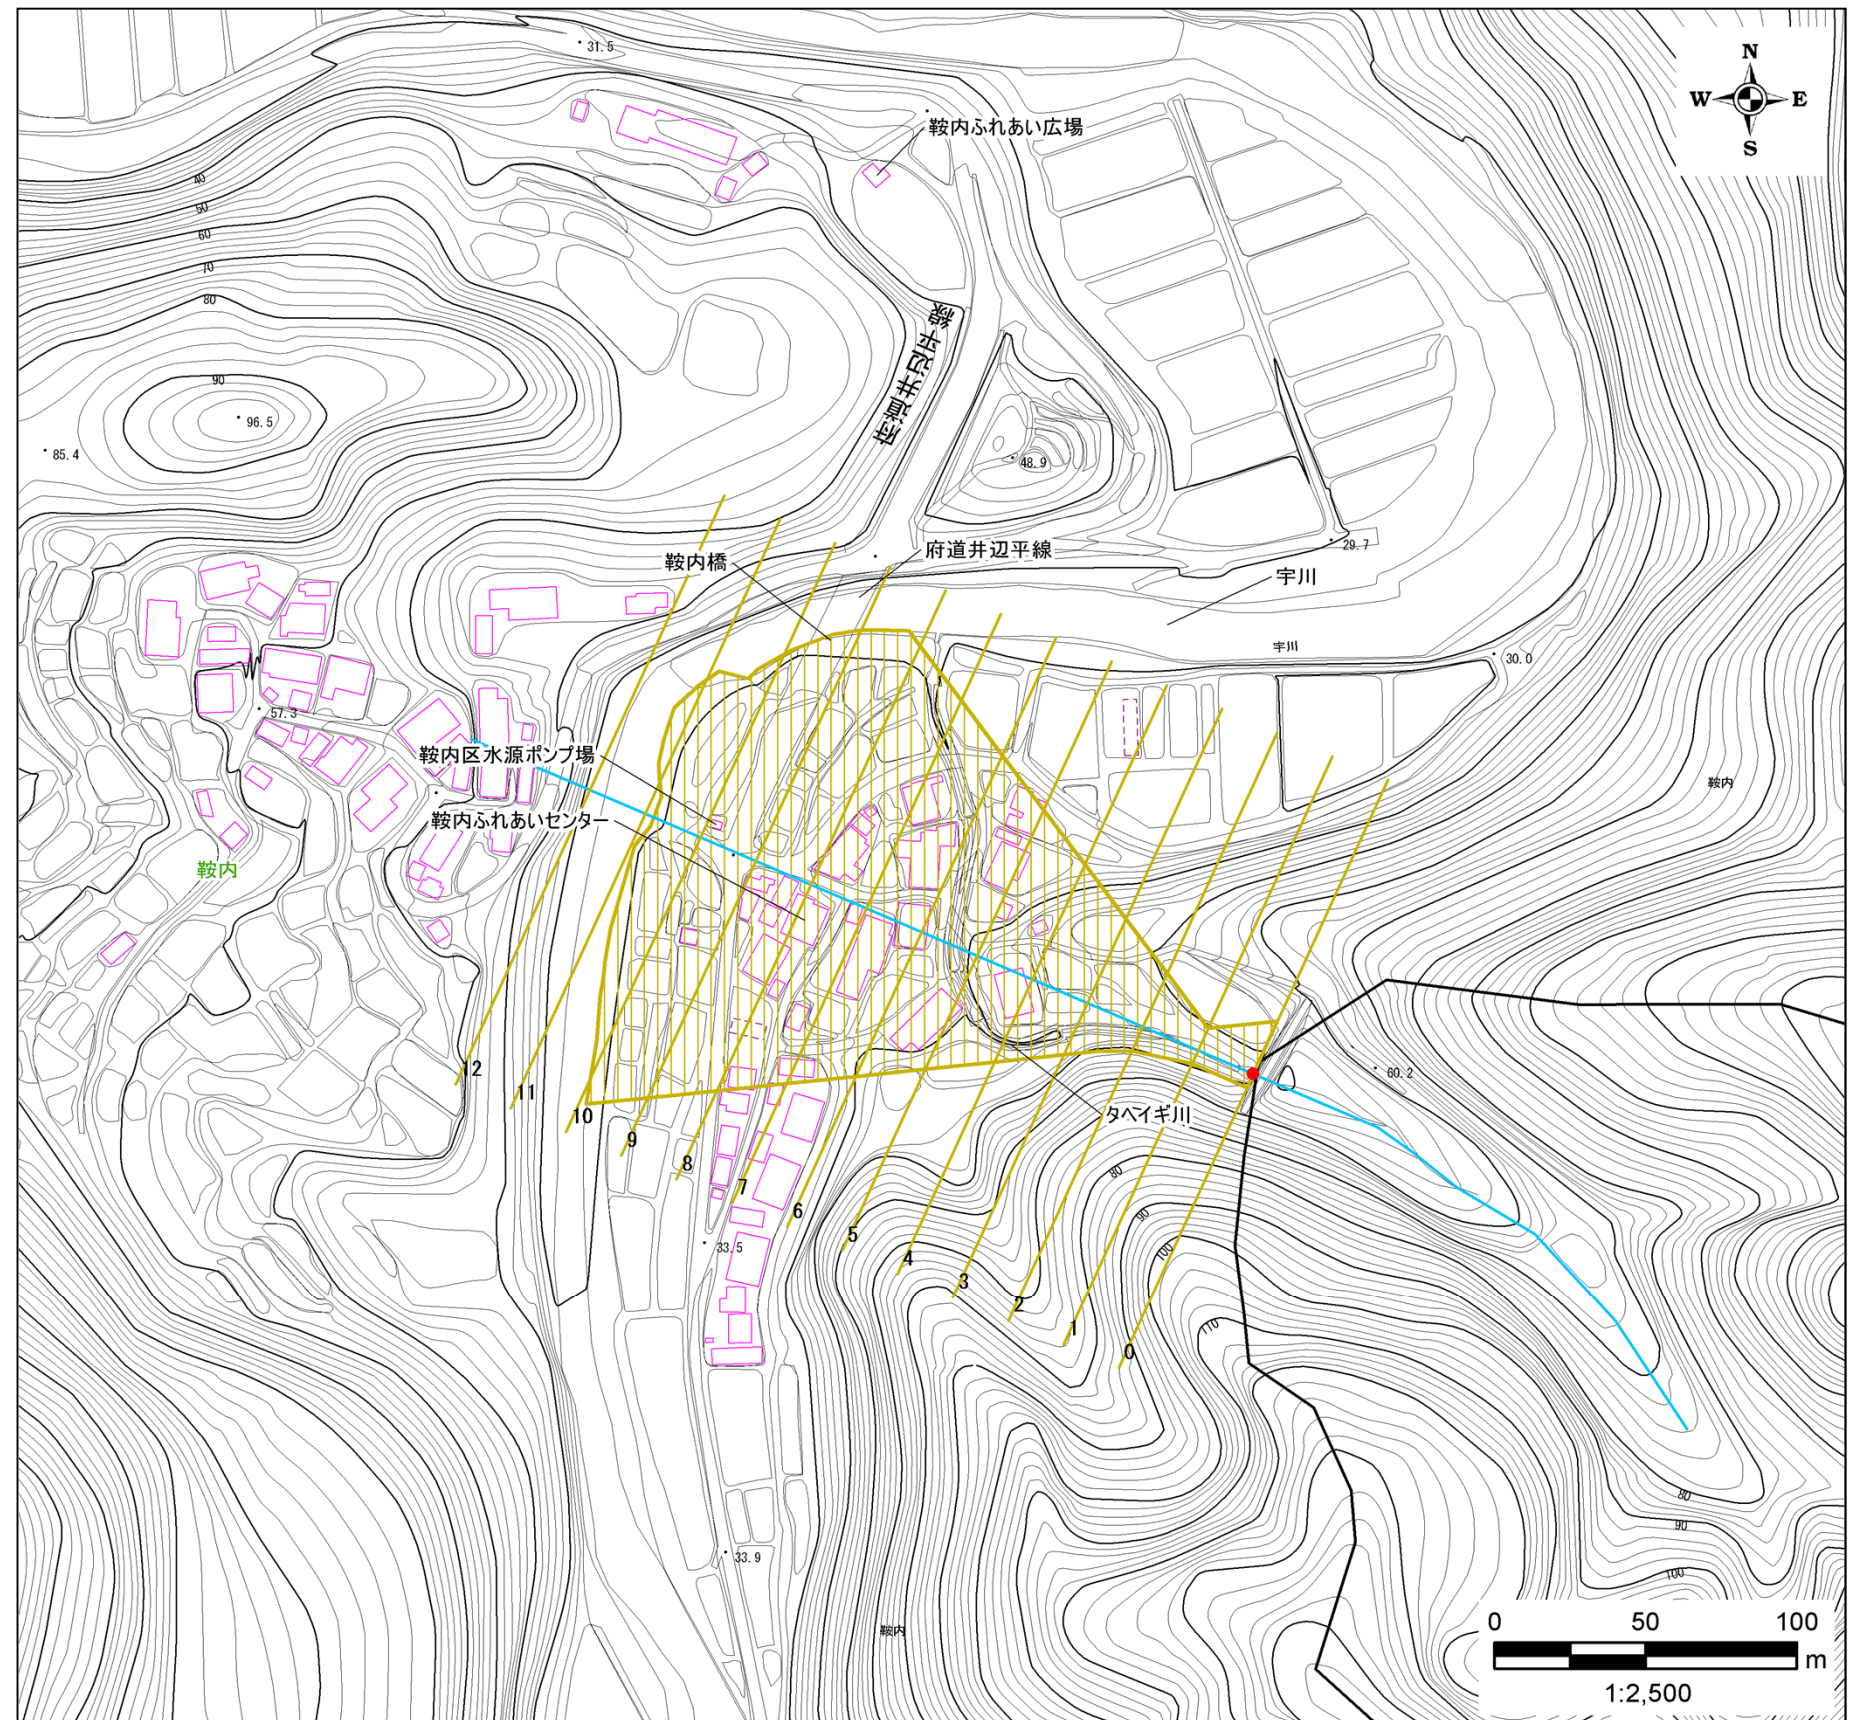 31.5
N
W
E
S
鞍内ふれあい広場
40
50
60
70
80
90
96.5
85.4
府道井辺平線
48.9
29.7
鞍内橋
府道井辺平線
宇川
宇川
30.0
57.3
鞍内区水源ポンプ場
鞍内ふれあいセンター
鞍内
鞍内
12
11
10
9
8
7
6
5
4
3
2
1
0
タヘイギ川
60.2
80
90
100
110
33.5
33.9
鞍内
80
90
100
0 50 100
m
1:2,500